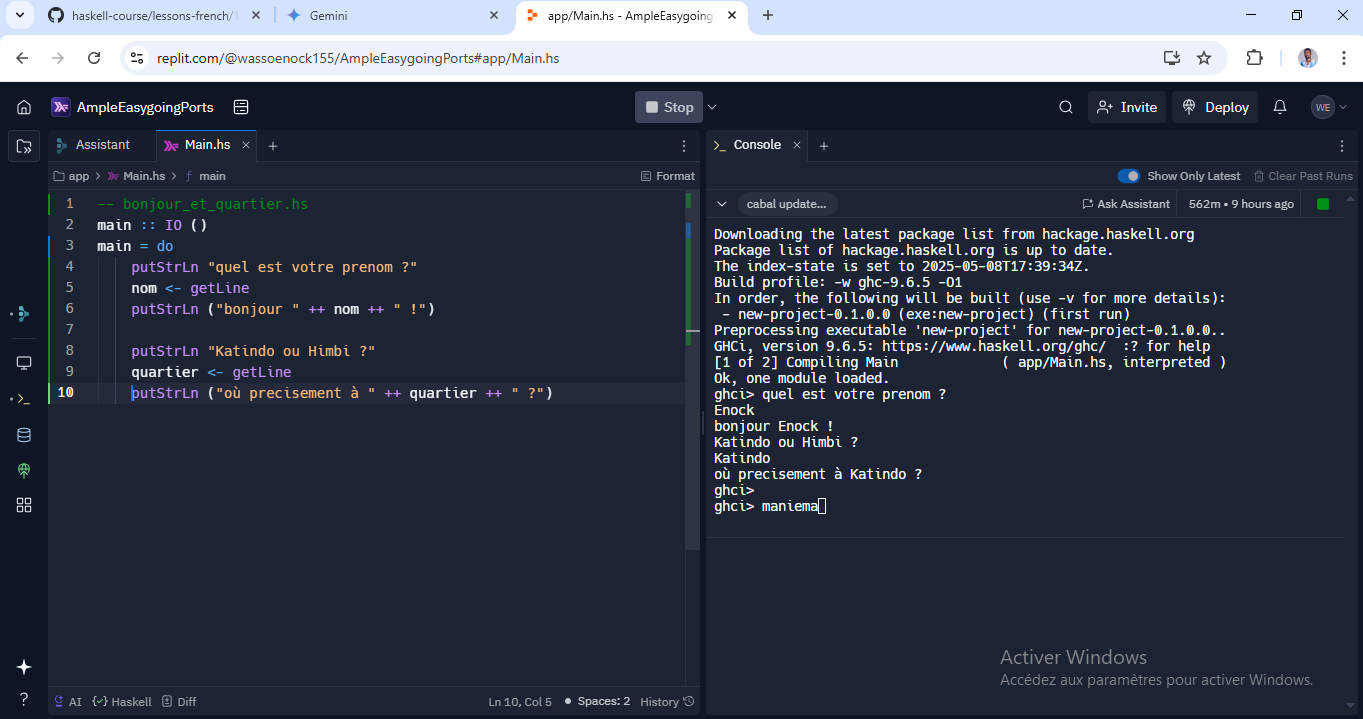 haskell-course/lessons-french/1
Gemini
app/Main.hs - AmpleEasygoing
replit.com/@wassoenock155/AmpleEasygoingPorts#app/Main.hs
AmpleEasygoingPorts
Stop
Invite
Deploy
WE
Assistant
Main.hs
Console
app > Main.hs > f main
Format
Show Only Latest
Clear Past Runs
1 -- bonjour_et_quartier.hs
2 main :: IO ()
3 main = do
4 putStrLn "quel est votre prenom ?"
5 nom <- getLine
6 putStrLn ("bonjour " ++ nom ++ " !")
7
8 putStrLn "Katindo ou Himbi ?"
9 quartier <- getLine
10 putStrLn ("où precisement à " ++ quartier ++ " ?")
cabal update...
Ask Assistant
562m • 9 hours ago
Downloading the latest package list from hackage.haskell.org
Package list of hackage.haskell.org is up to date.
The index-state is set to 2025-05-08T17:39:34Z.
Build profile: -w ghc-9.6.5 -O1
In order, the following will be built (use -v for more details):
- new-project-0.1.0.0 (exe:new-project) (first run)
Preprocessing executable 'new-project' for new-project-0.1.0.0..
GHCi, version 9.6.5: https://www.haskell.org/ghc/ :? for help
[1 of 2] Compiling Main ( app/Main.hs, interpreted )
Ok, one module loaded.
ghci> quel est votre prenom ?
Enock
bonjour Enock !
Katindo ou Himbi ?
Katindo
où precisement à Katindo ?
ghci>
ghci> maniema
Activer Windows
Accédez aux paramètres pour activer Windows.
AI
Haskell
Diff
Ln 10, Col 5
Spaces: 2
History